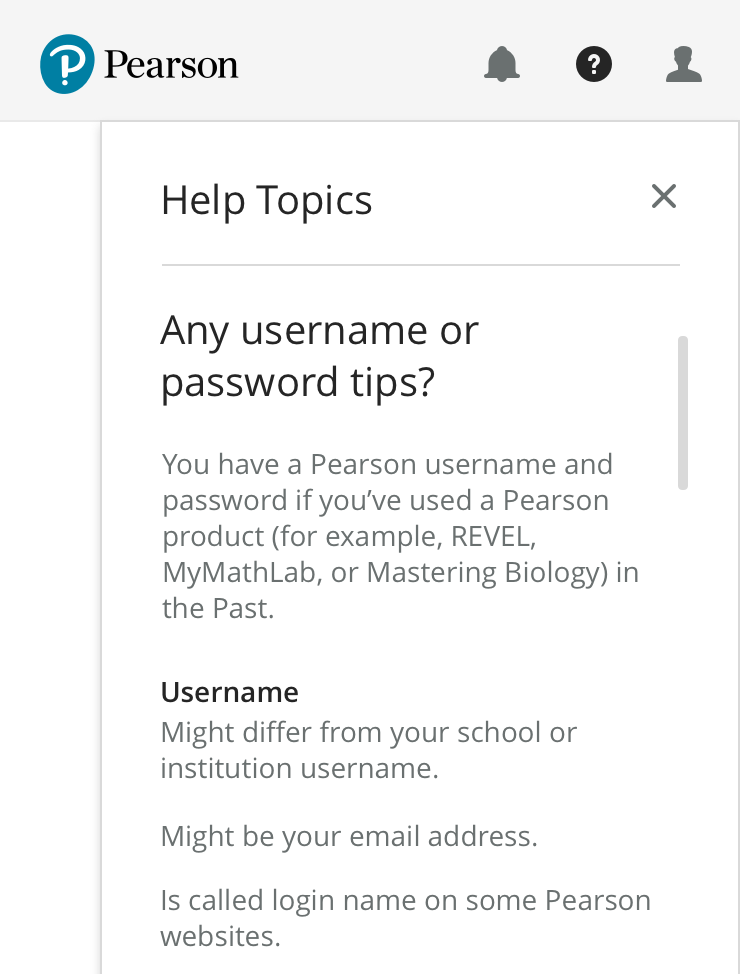 Pearson
Help Topics
Any username or
password tips?
You have a Pearson username and
password if you’ve used a Pearson
product (for example, REVEL,
MyMathLab, or Mastering Biology) in
the Past.
Username
Might differ from your school or
institution username.
Might be your email address.
Is called login name on some Pearson
websites.